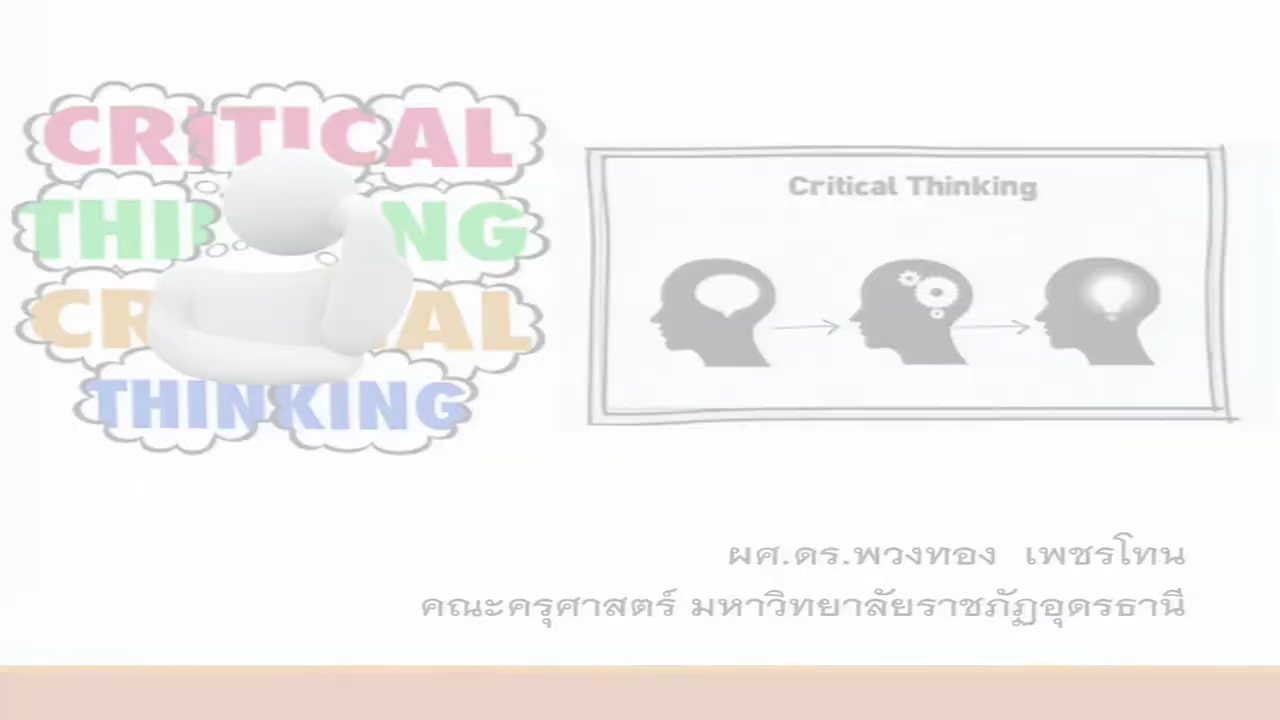 CRITICAL
THINKING
CRITICAL
THINKING
Critical Thinking
ผศ.ดร.พวงทอง เพชรโทน
คณะครุศาสตร์ มหาวิทยาลัยราชภัฏอุดรธานี